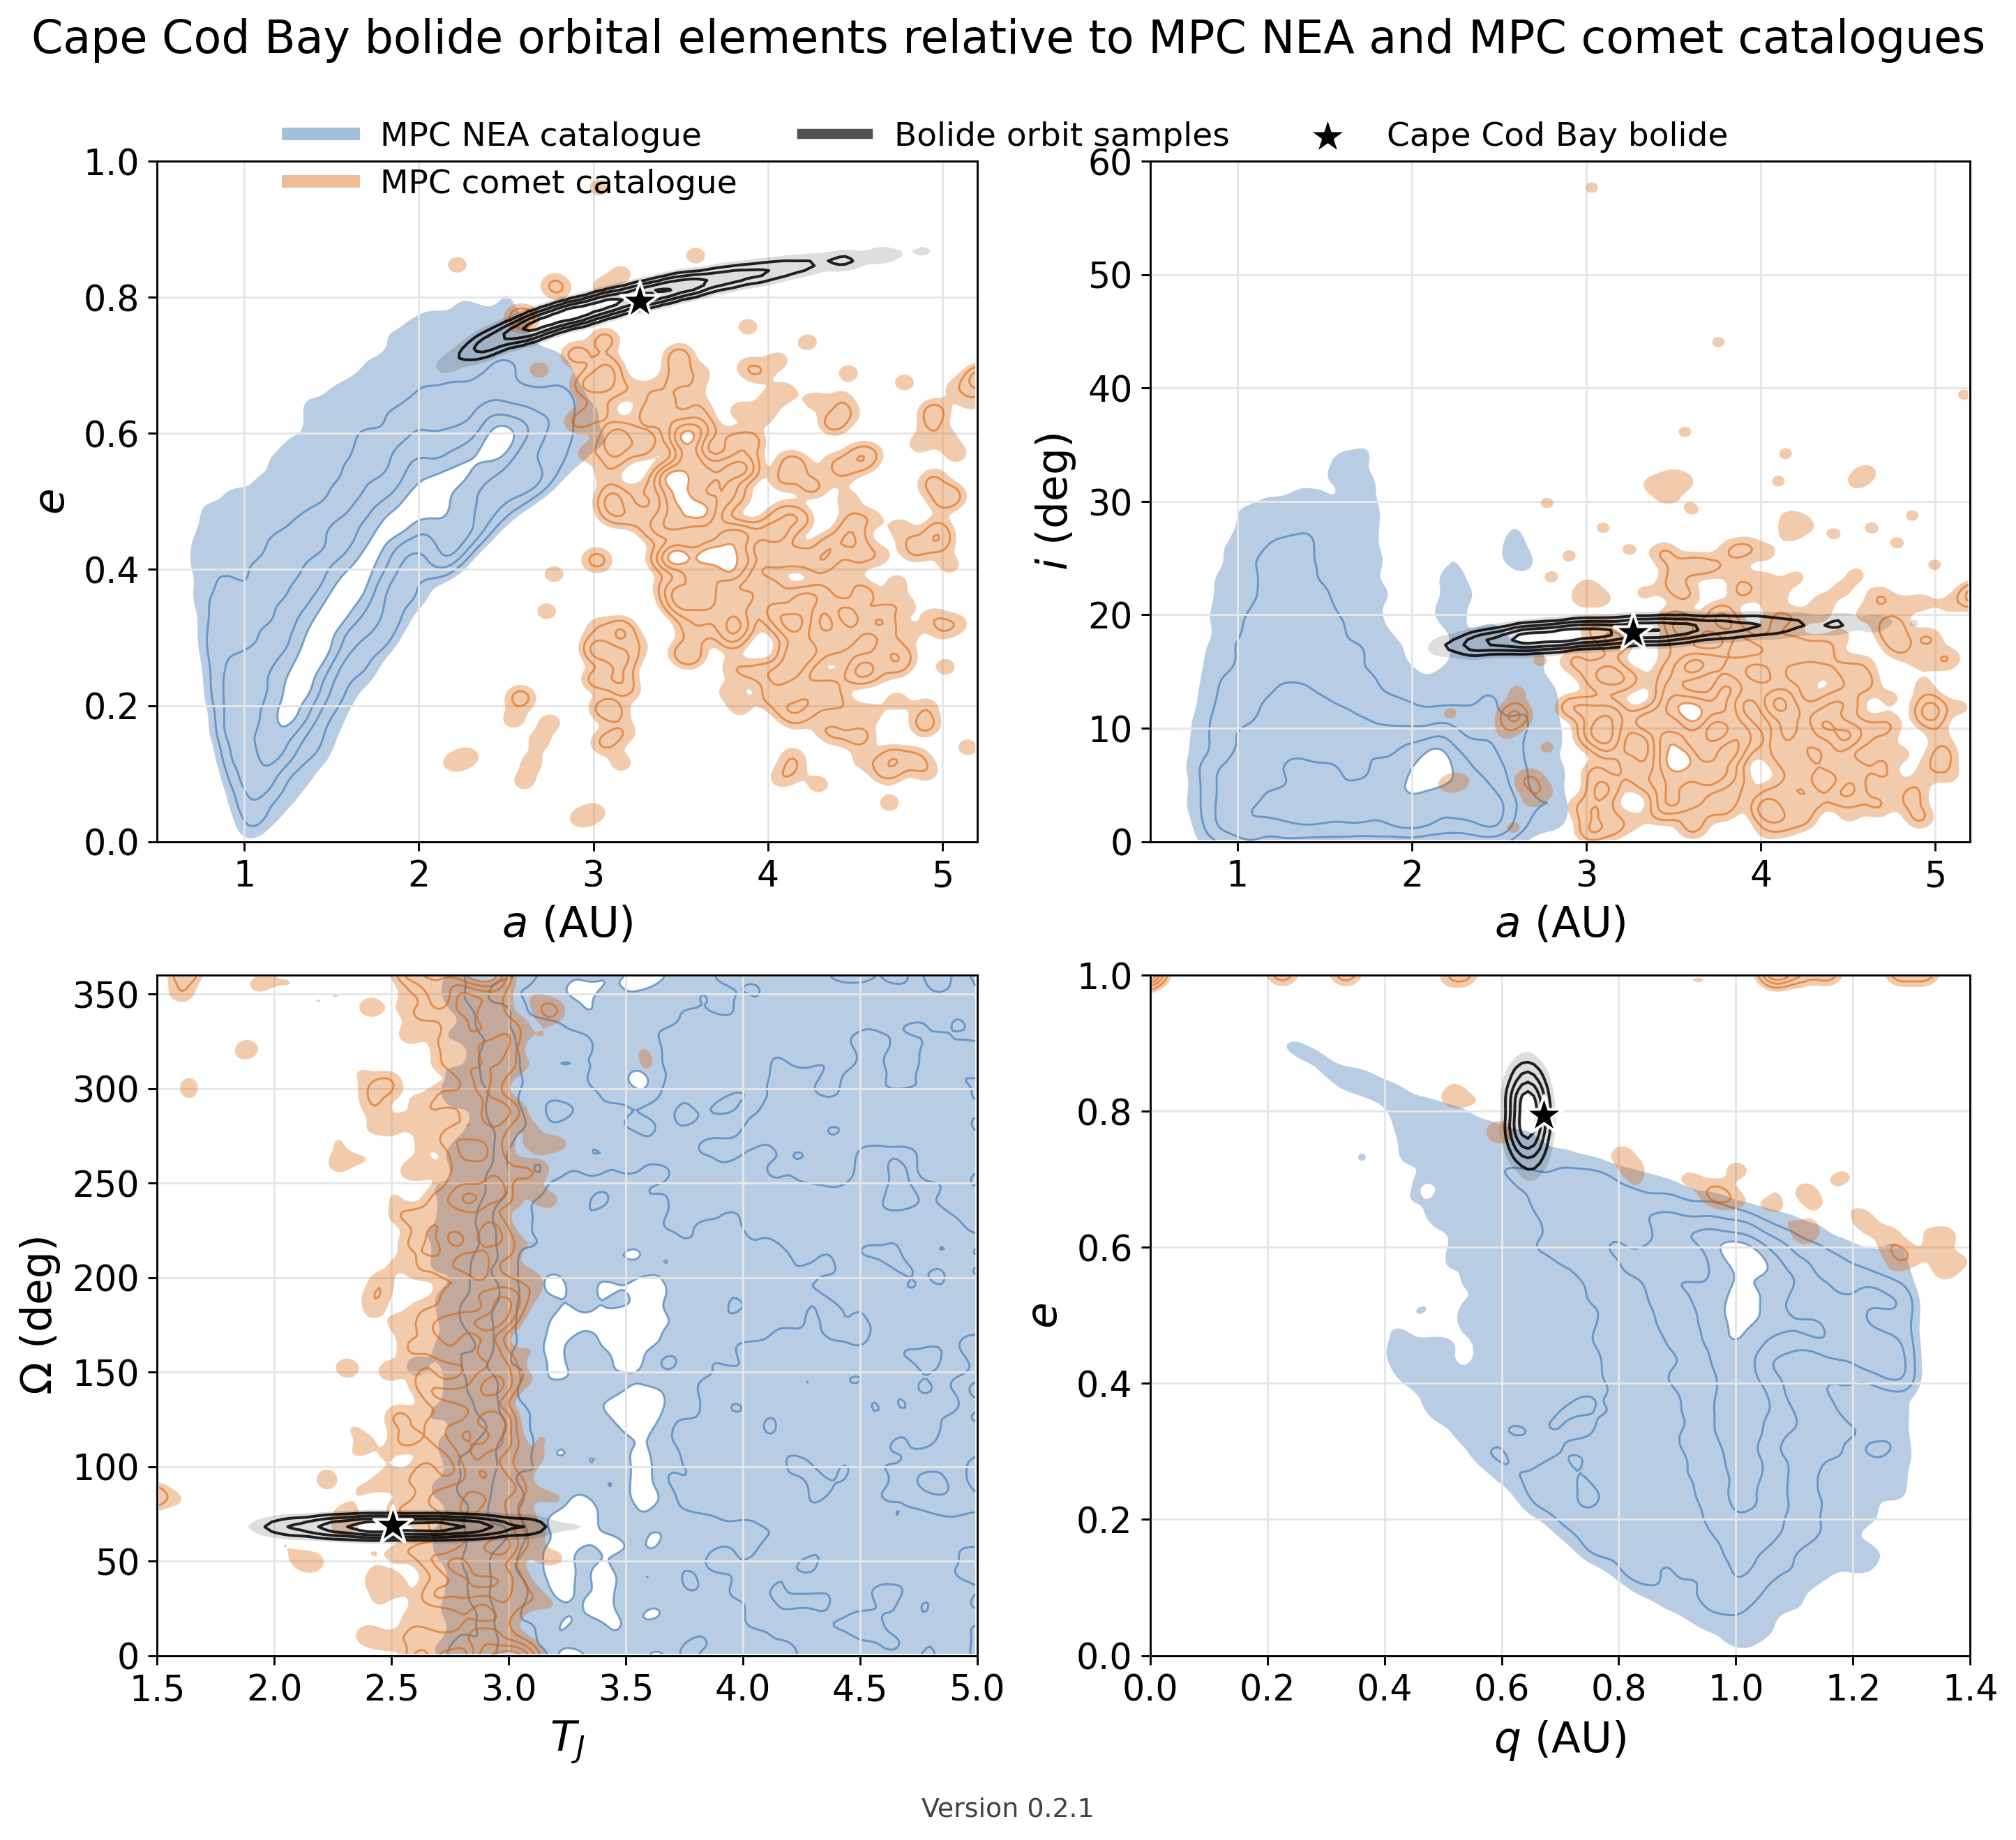 Cape Cod Bay bolide orbital elements relative to MPC NEA and MPC comet catalogues
MPC NEA catalogue
MPC comet catalogue
Bolide orbit samples
Cape Cod Bay bolide
1.0
0.8
0.6
0.4
0.2
0.0
e
1 2 3 4 5
a (AU)
60
50
40
30
20
10
0
i (deg)
1 2 3 4 5
a (AU)
350
300
250
200
150
100
50
0
Ω (deg)
1.5 2.0 2.5 3.0 3.5 4.0 4.5 5.0
T_J
1.0
0.8
0.6
0.4
0.2
0.0
e
0.0 0.2 0.4 0.6 0.8 1.0 1.2 1.4
q (AU)
Version 0.2.1